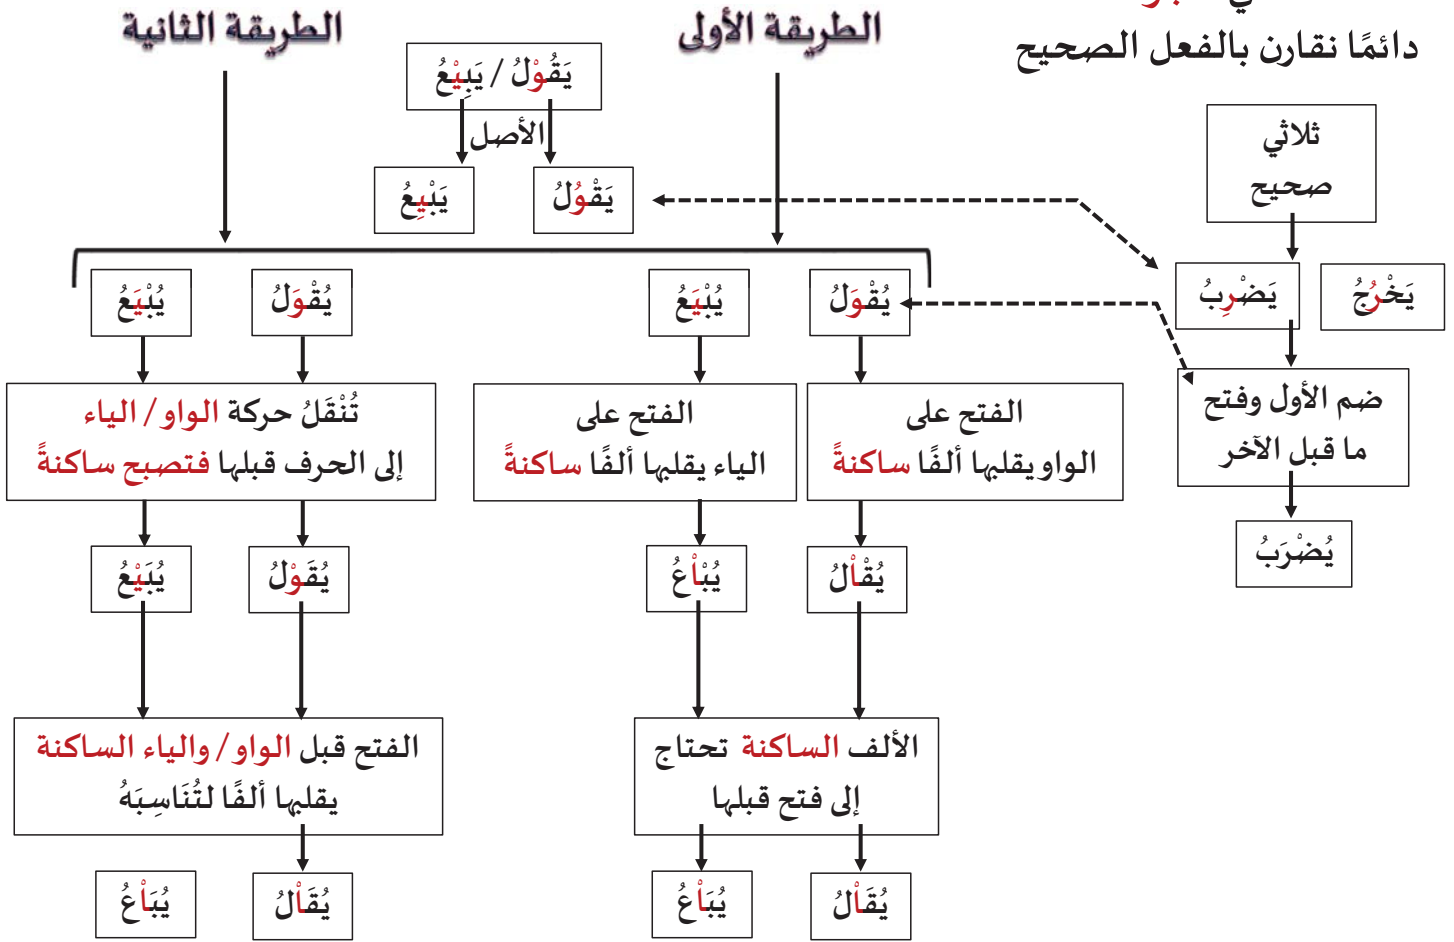 دائمًا نقارن بالفعل الصحيح
ثلاثي
صحيح
يَخْرُجُ
يَضْرِبُ
ضم الأول وفتح
ما قبل الآخر
يُضْرَبُ
يَقُوْلُ / يَبِيْعُ
الأصل
يَقْوُلُ
يَبْيِعُ
الطريقة الأولى
يُقْوَلُ
يُبْيَعُ
الفتح على
الواو يقلبها ألفًا ساكنةً
الفتح على
الياء يقلبها ألفًا ساكنةً
يُقْاْلُ
يُبْاْعُ
الألف الساكنة تحتاج
إلى فتح قبلها
يُقَاْلُ
يُبَاْعُ
الطريقة الثانية
يُقْوَلُ
يُبْيَعُ
تُنْقَلُ حركة الواو / الياء
إلى الحرف قبلها فتصبح ساكنةً
يُقَوْلُ
يُبَيْعُ
الفتح قبل الواو / والياء الساكنة
يقلبها ألفًا لتُنَاسِبَهُ
يُقَاْلُ
يُبَاْعُ